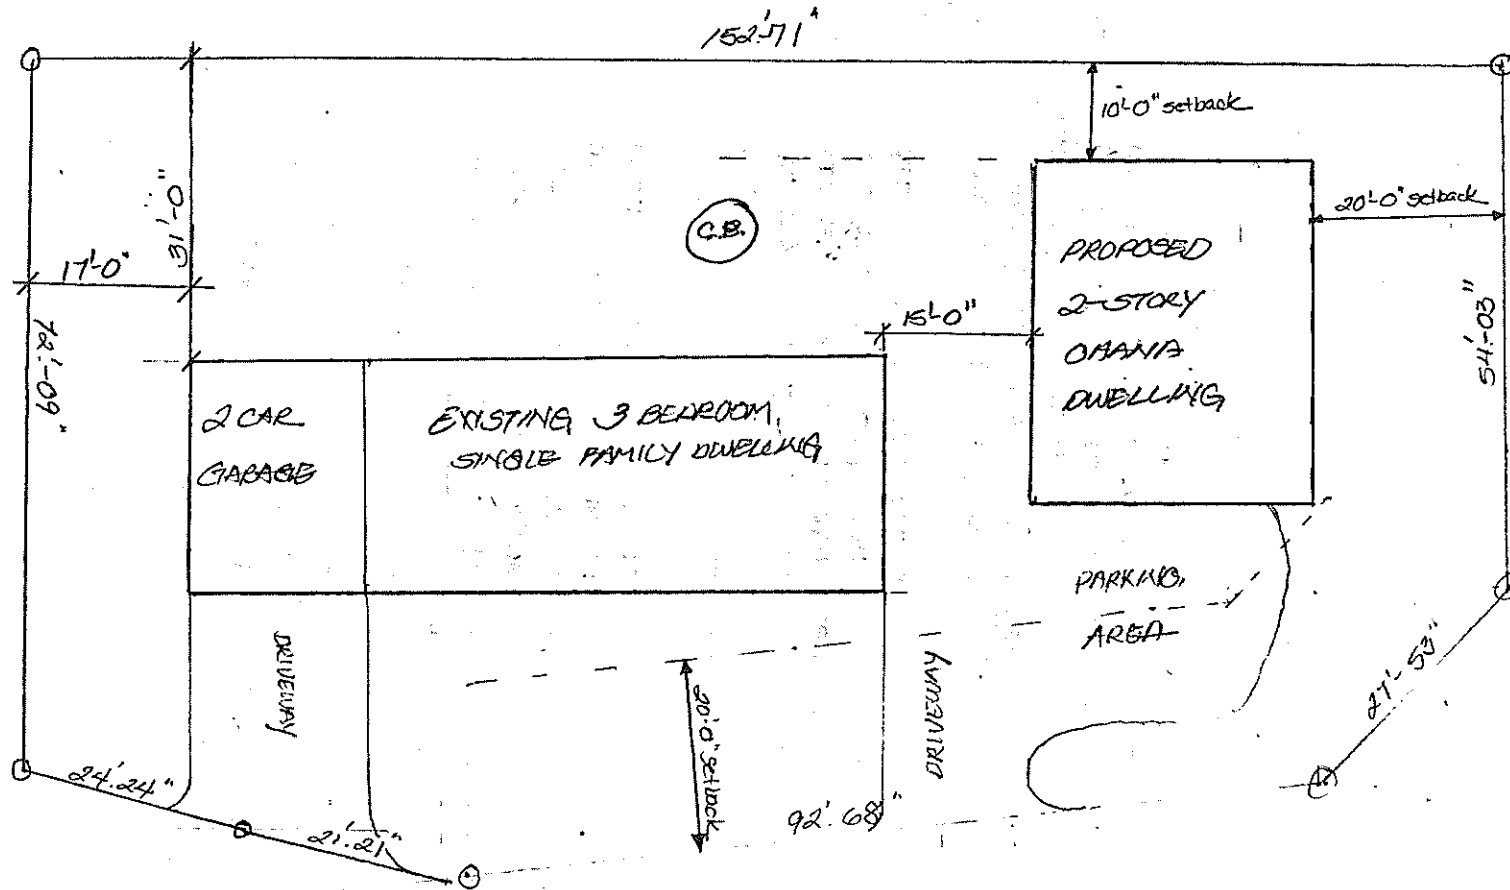 152'.71"
10'-0" setback
20'-0" setback
31'-0"
C.B.
17'-0"
PROPOSED
2-STORY
OHANA
DWELLING
15'-0"
54'-03"
72'-09"
2 CAR
GARAGE
EXISTING 3 BEDROOM,
SINGLE FAMILY DWELLING
PARKING
AREA
DRIVEWAY
20'-0" setback
DRIVEWAY
27'-53"
24'.24"
21'.21"
92'.68"